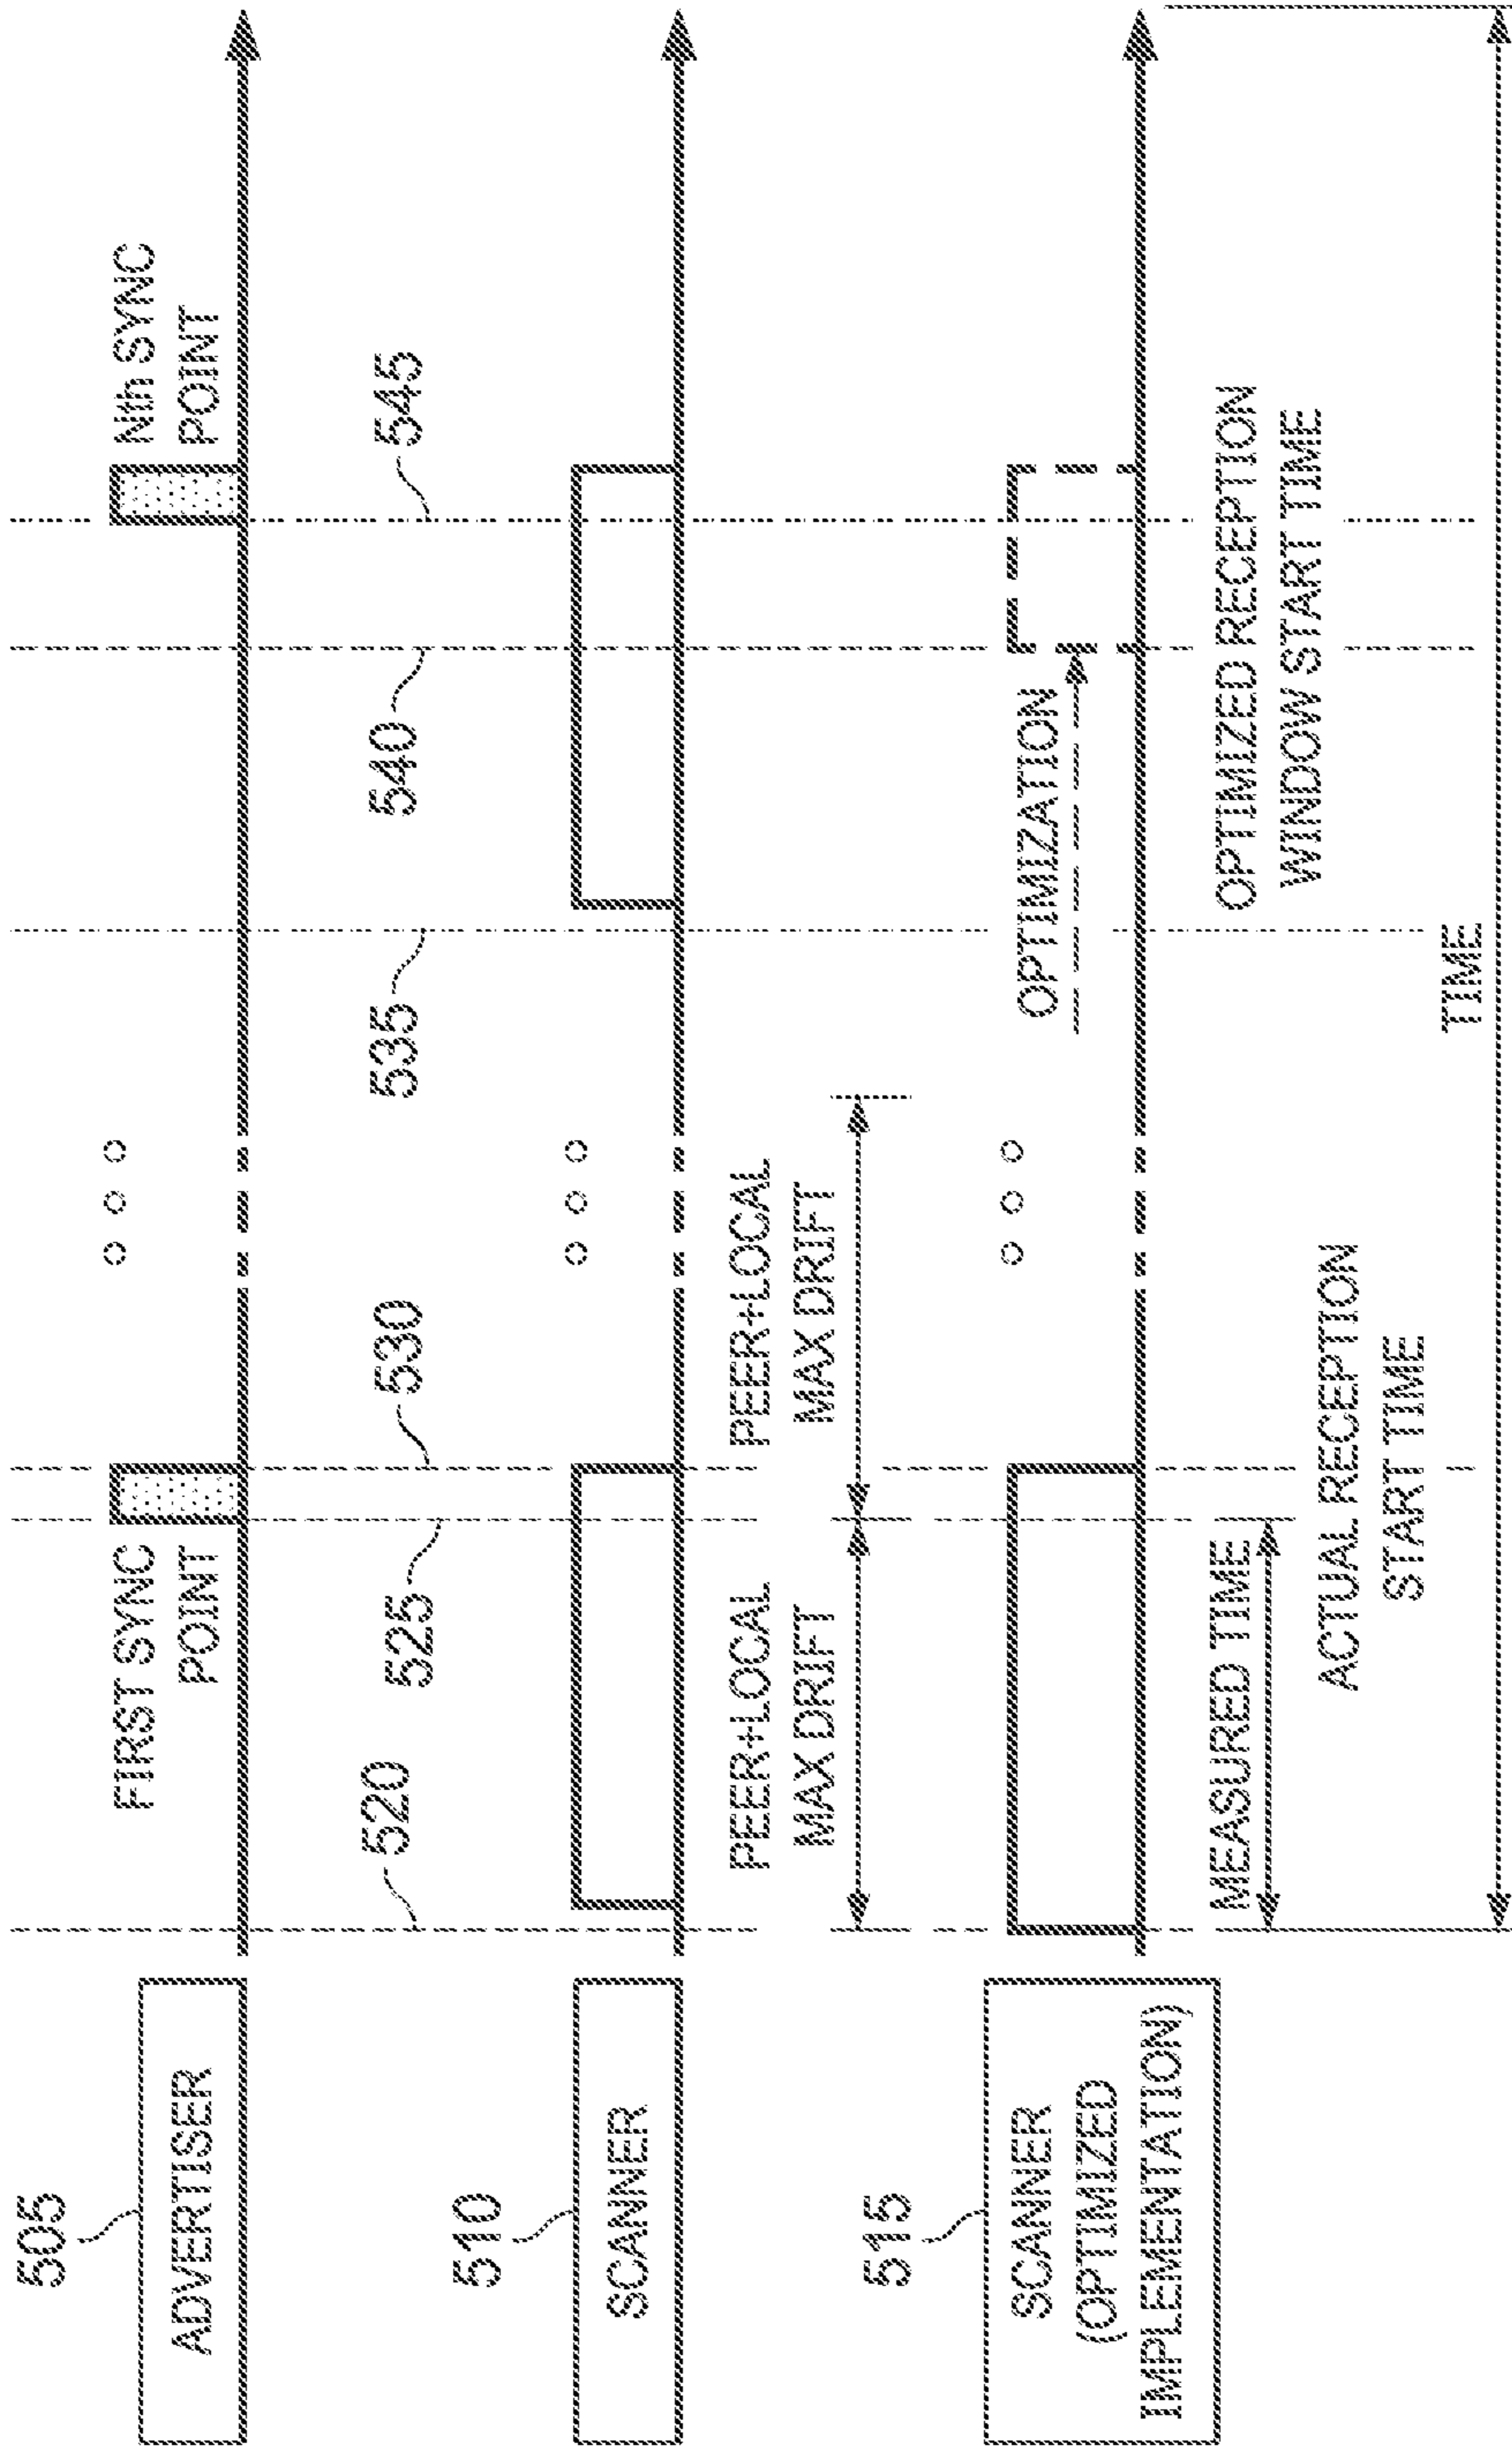 505
ADVERTISER
FIRST SYNC
POINT
Nth SYNC
POINT
520
525
530
535
540
545
510
SCANNER
PEER+LOCAL
MAX DRIFT
PEER+LOCAL
MAX DRIFT
515
SCANNER
(OPTIMIZED
IMPLEMENTATION)
OPTIMIZATION
MEASURED TIME
ACTUAL RECEPTION
START TIME
OPTIMIZED RECEPTION
WINDOW START TIME
TIME